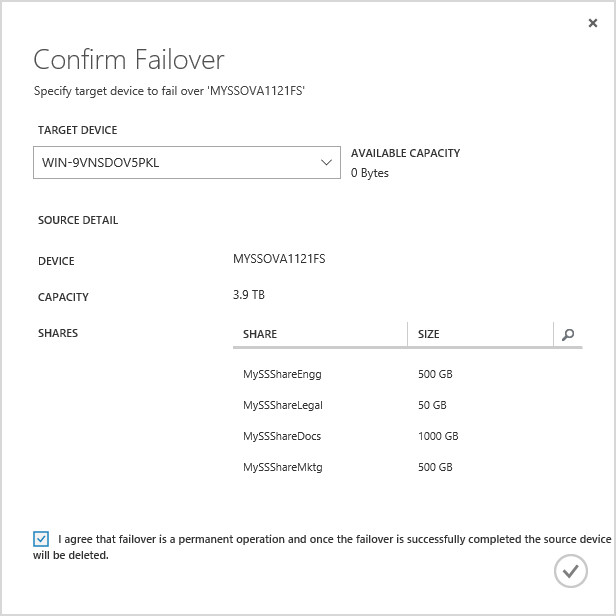 Confirm Failover
Specify target device to fail over 'MYSSOVA1121FS'
TARGET DEVICE
WIN-9VNSDOV5PKL
AVAILABLE CAPACITY
0 Bytes
SOURCE DETAIL
DEVICE MYSSOVA1121FS
CAPACITY 3.9 TB
SHARES SHARE SIZE
MySSShareEngg 500 GB
MySSShareLegal 50 GB
MySSShareDocs 1000 GB
MySSShareMktg 500 GB
I agree that failover is a permanent operation and once the failover is successfully completed the source device
will be deleted.